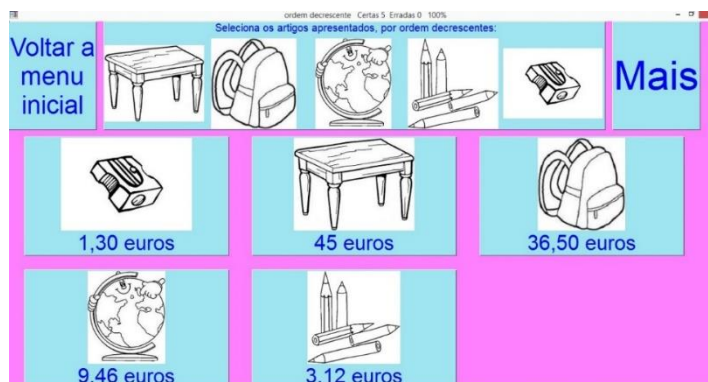 ordem decrescente Certas 5 Erradas 0 100%
Voltar a
menu
inicial
Seleciona os artigos apresentados, por ordem decrescentes:
Mais
1,30 euros
45 euros
36,50 euros
9,46 euros
3,12 euros